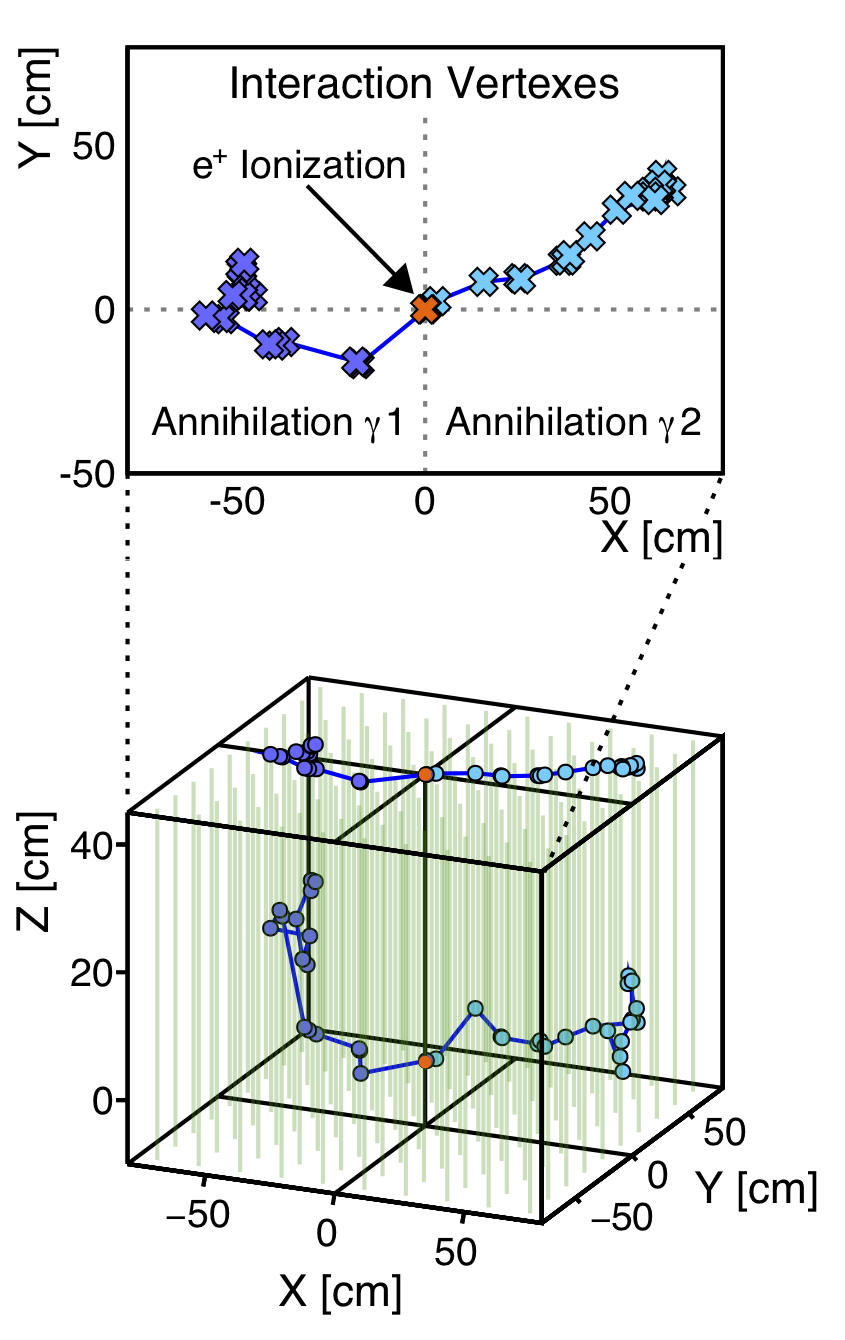 Interaction Vertexes
Y [cm]
50
e⁺ Ionization
0
Annihilation γ1
Annihilation γ2
-50
-50
0
50
X [cm]
Z [cm]
40
20
0
−50
0
50
X [cm]
−50
0
50
Y [cm]